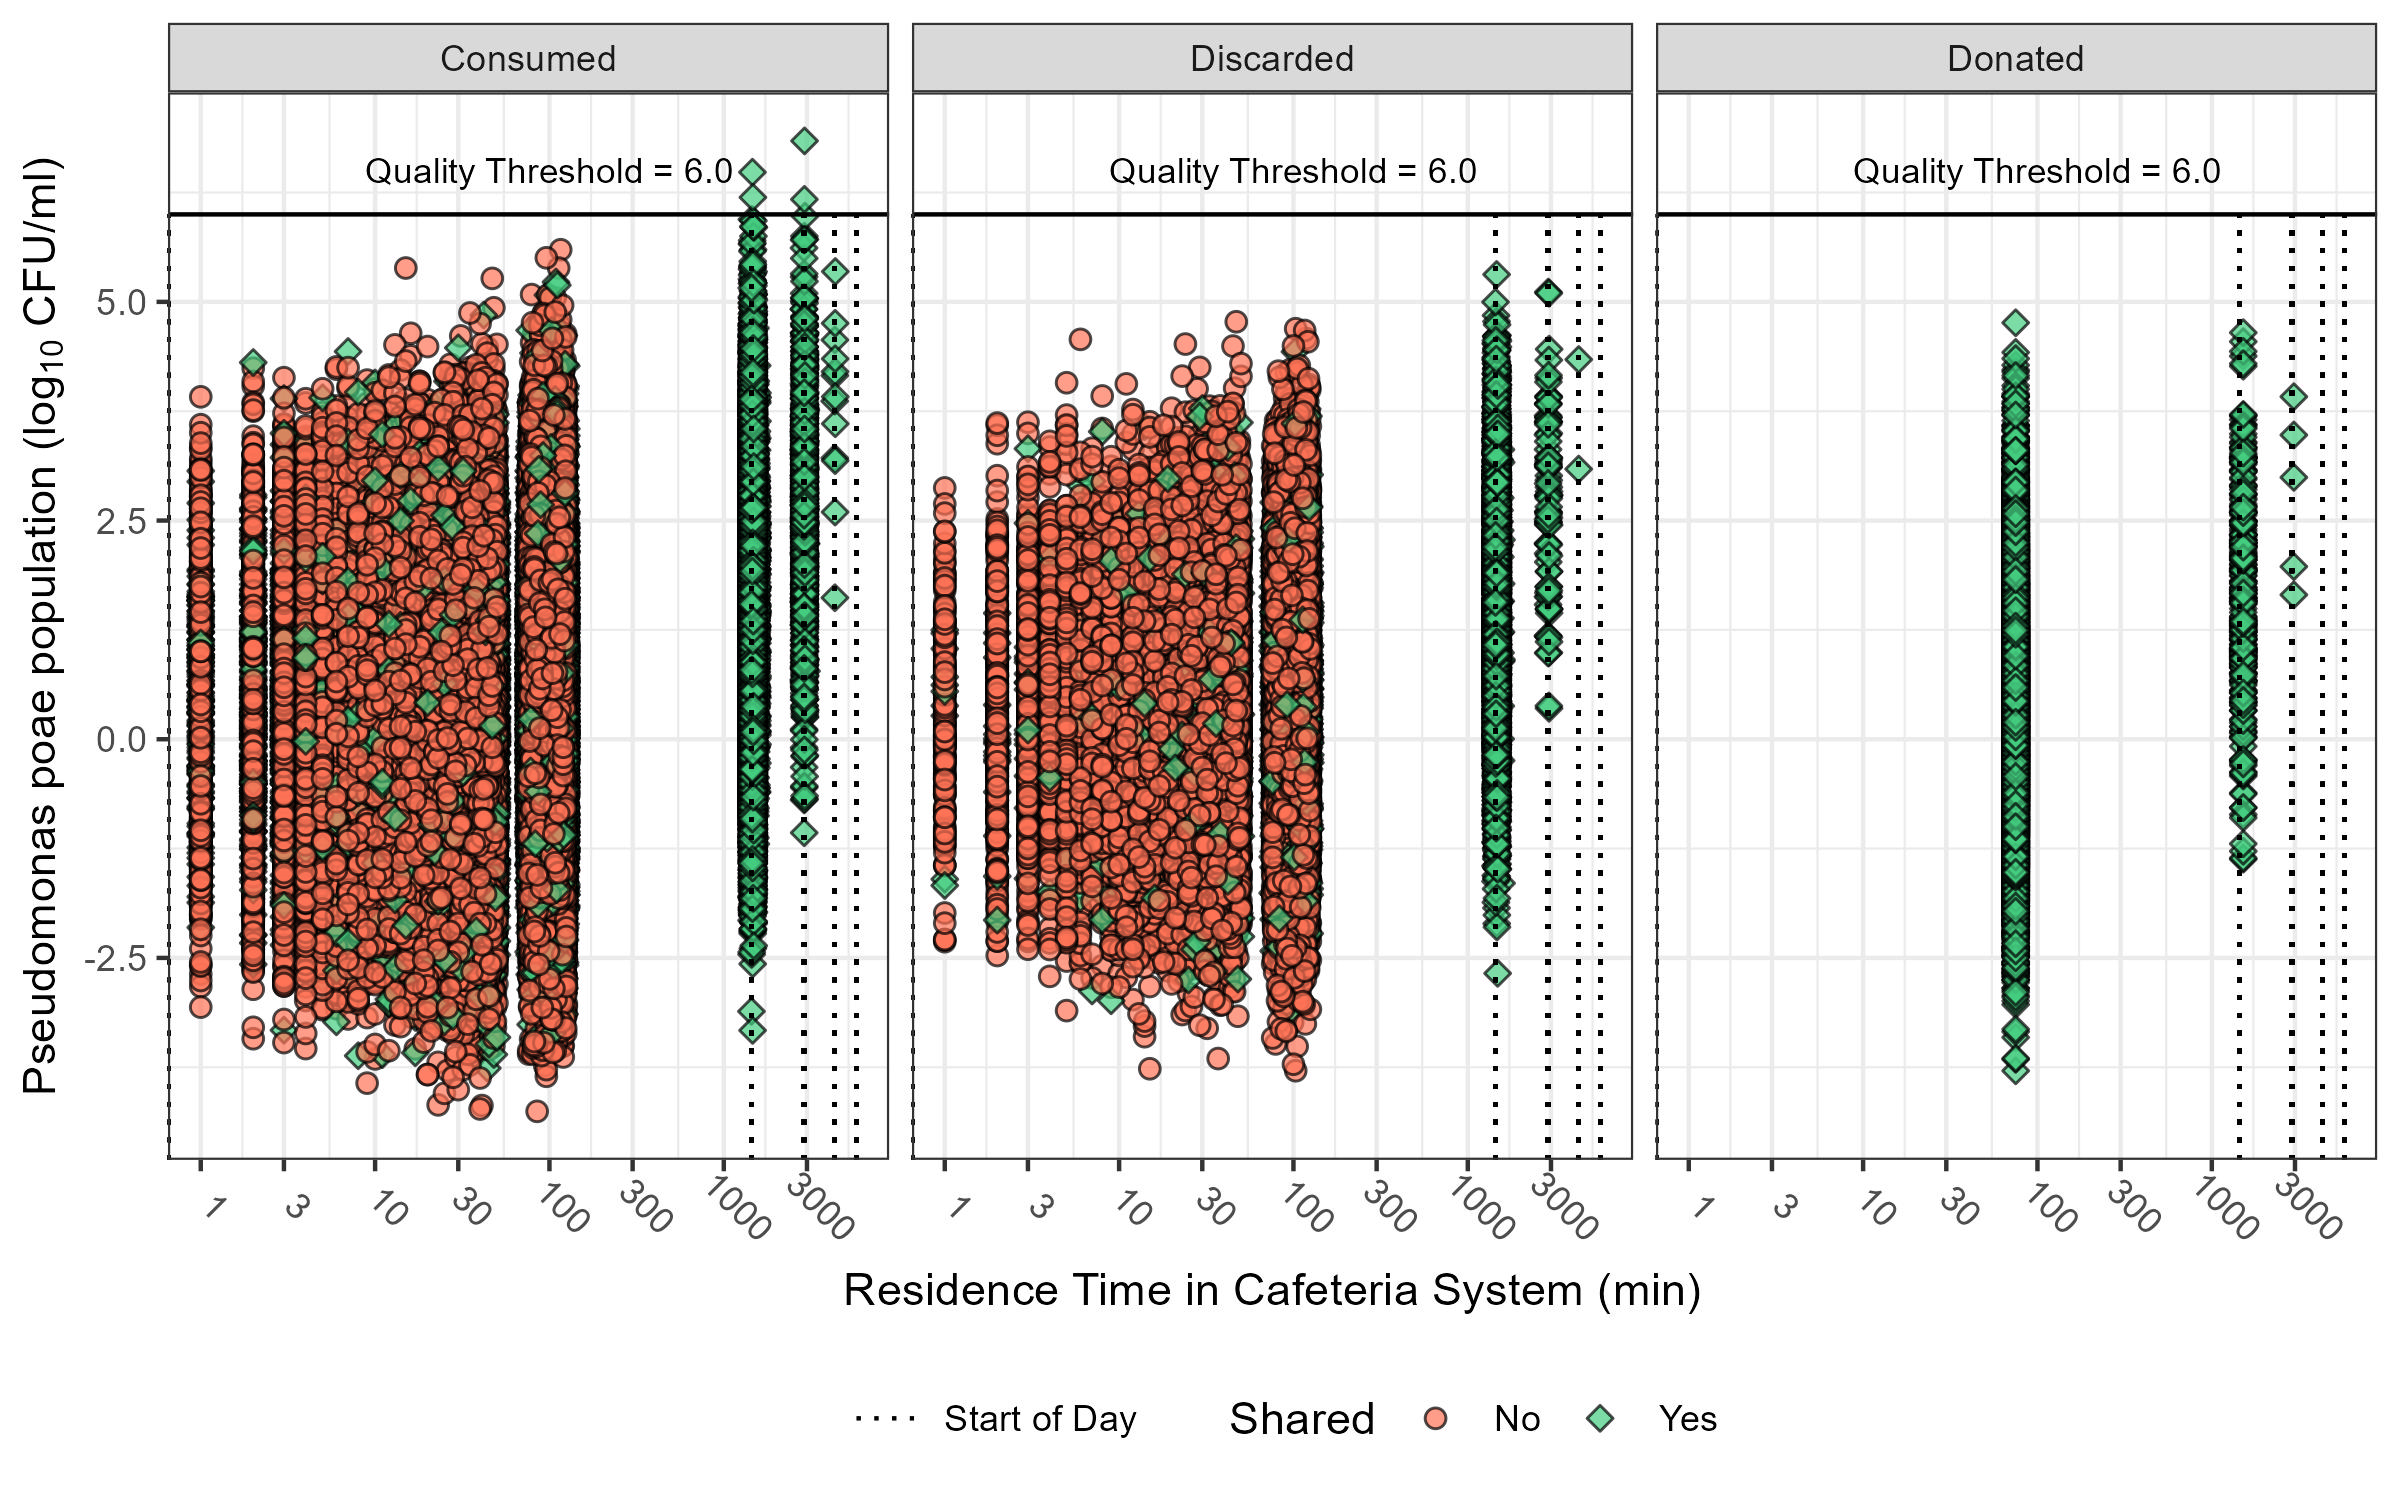 Consumed
Discarded
Donated
Quality Threshold = 6.0
Quality Threshold = 6.0
Quality Threshold = 6.0
Pseudomonas poae population (log₁₀ CFU/ml)
5.0
2.5
0.0
-2.5
1 3 10 30 100 300 1000 3000
1 3 10 30 100 300 1000 3000
1 3 10 30 100 300 1000 3000
Residence Time in Cafeteria System (min)
Start of Day
Shared
No
Yes